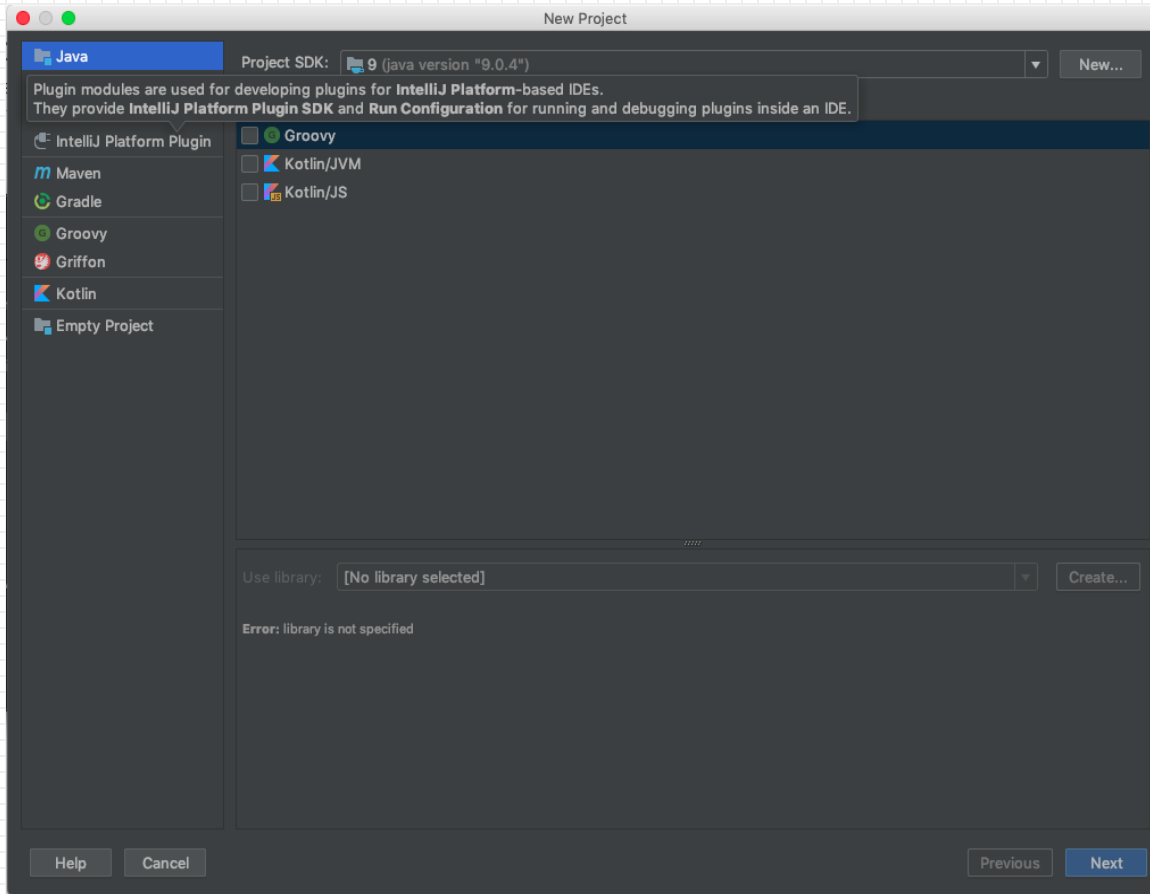 New Project
Java
Project SDK:
9 (java version "9.0.4")
New...
Plugin modules are used for developing plugins for IntelliJ Platform-based IDEs.
They provide IntelliJ Platform Plugin SDK and Run Configuration for running and debugging plugins inside an IDE.
IntelliJ Platform Plugin
Maven
Gradle
Groovy
Griffon
Kotlin
Empty Project
Groovy
Kotlin/JVM
Kotlin/JS
Use library:
[No library selected]
Create...
Error: library is not specified
Help
Cancel
Previous
Next